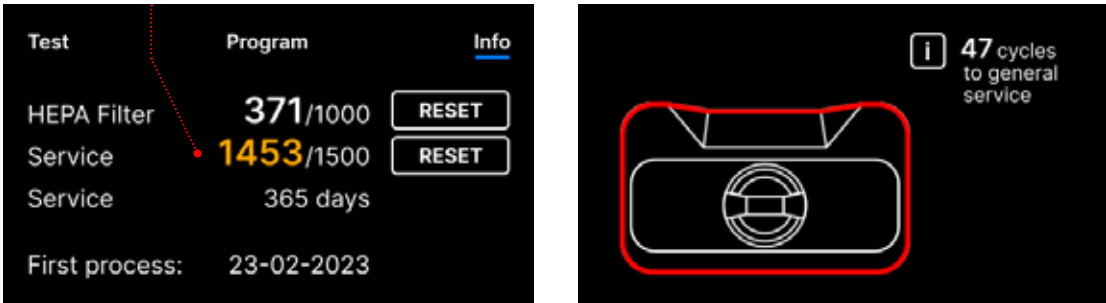 Test Program Info
HEPA Filter 371/1000 RESET
Service 1453/1500 RESET
Service 365 days
First process: 23-02-2023
i 47 cycles
to general
service